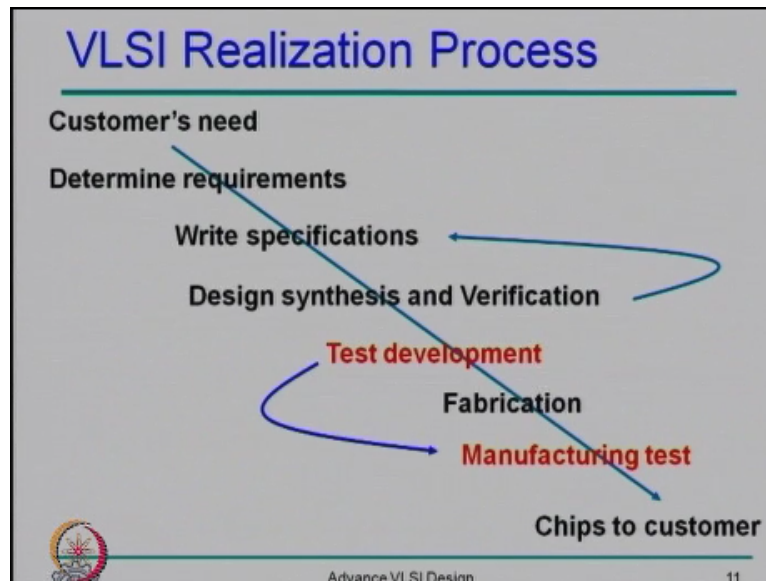 VLSI Realization Process
Customer's need
Determine requirements
Write specifications
Design synthesis and Verification
Test development
Fabrication
Manufacturing test
Chips to customer
Advance VLSI Design
11